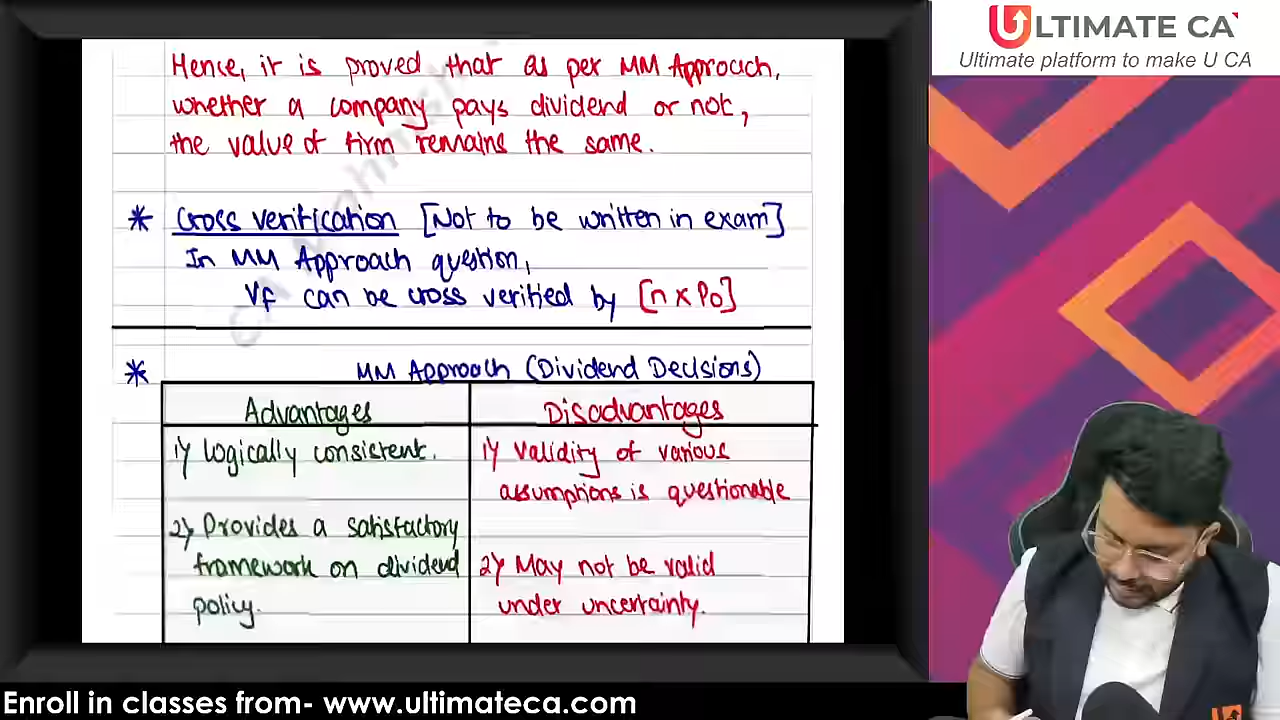 Hence, it is proved that as per MM Approach,
whether a company pays dividend or not,
the value of firm remains the same.
* Cross verification [Not to be written in exam]
In MM Approach question,
Vf can be cross verified by [n x P0]
* MM Approach (Dividend Decisions)
Advantages
1) Logically consistent.
2) Provides a satisfactory
framework on dividend
policy.
Disadvantages
1) Validity of various
assumptions is questionable
2) May not be valid
under uncertainty.
ULTIMATE CA
Ultimate platform to make U CA
Enroll in classes from- www.ultimateca.com